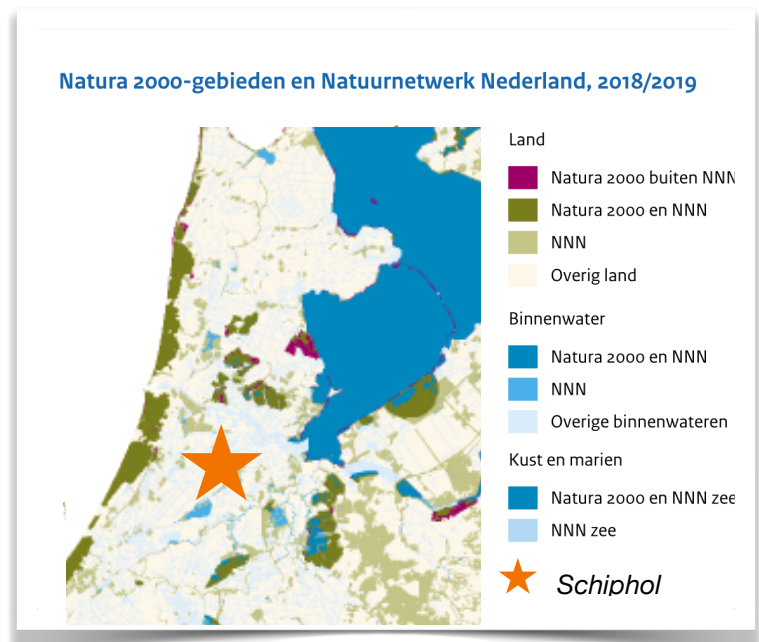 Natura 2000-gebieden en Natuurnetwerk Nederland, 2018/2019
Land
Natura 2000 buiten NNN
Natura 2000 en NNN
NNN
Overig land
Binnenwater
Natura 2000 en NNN
NNN
Overige binnenwateren
Kust en marien
Natura 2000 en NNN zee
NNN zee
Schiphol